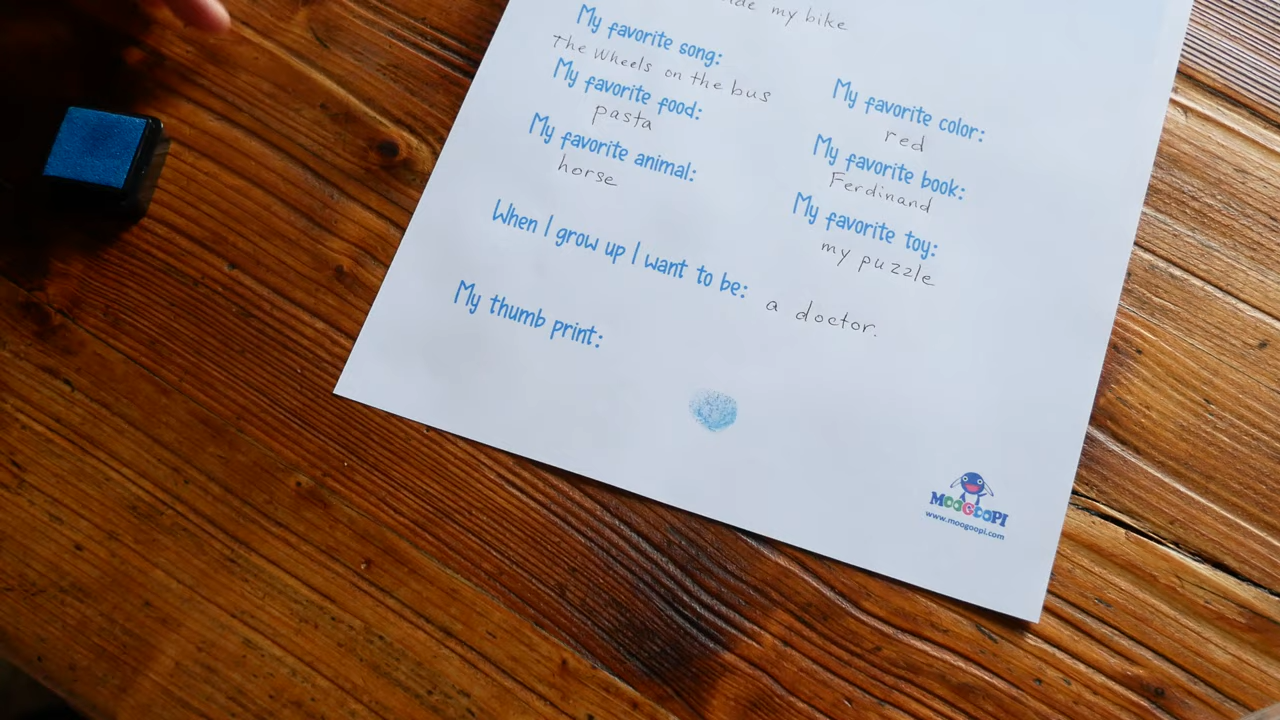 my bike
My favorite song:
The Wheels on the bus
My favorite food:
pasta
My favorite animal:
horse
My favorite color:
red
My favorite book:
Ferdinand
My favorite toy:
my puzzle
When I grow up I want to be: a doctor.
My thumb print:
MOOGOOPI
www.moogoopi.com